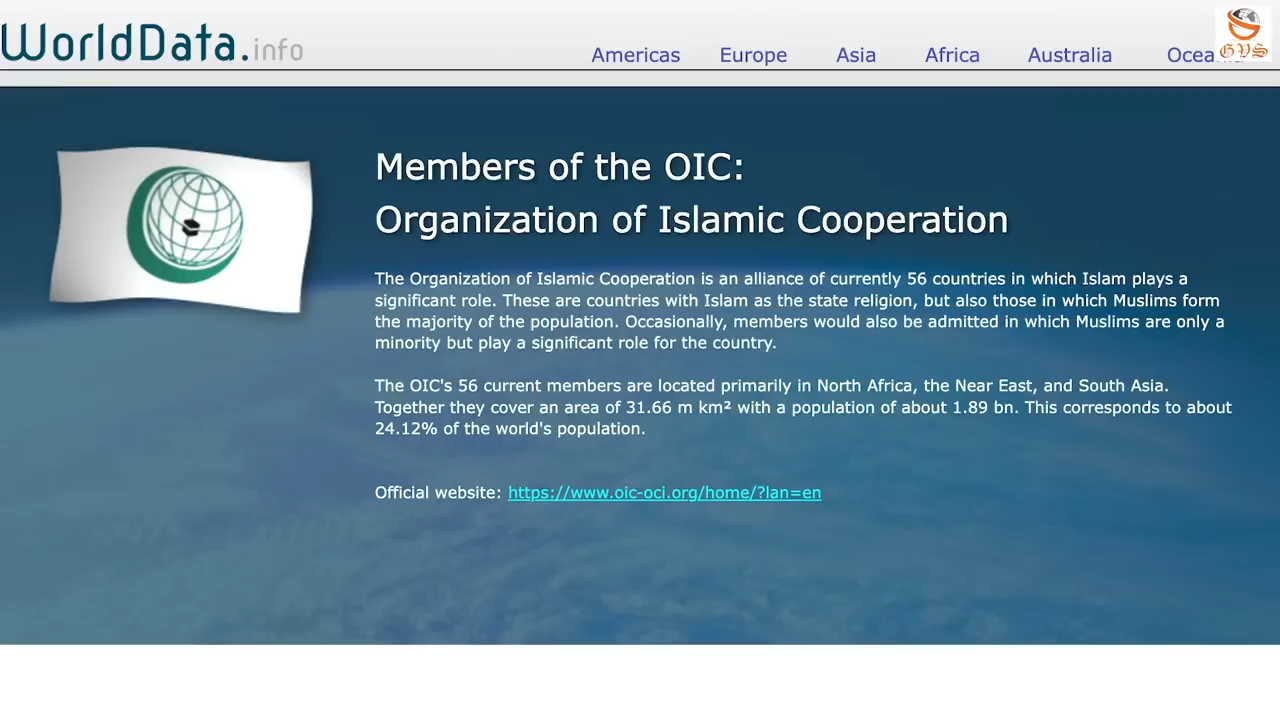 WorldData.info
Americas Europe Asia Africa Australia
GVS
Members of the OIC:
Organization of Islamic Cooperation
The Organization of Islamic Cooperation is an alliance of currently 56 countries in which Islam plays a
significant role. These are countries with Islam as the state religion, but also those in which Muslims form
the majority of the population. Occasionally, members would also be admitted in which Muslims are only a
minority but play a significant role for the country.
The OIC's 56 current members are located primarily in North Africa, the Near East, and South Asia.
Together they cover an area of 31.66 m km² with a population of about 1.89 bn. This corresponds to about
24.12% of the world's population.
Official website: https://www.oic-oci.org/home/?lan=en